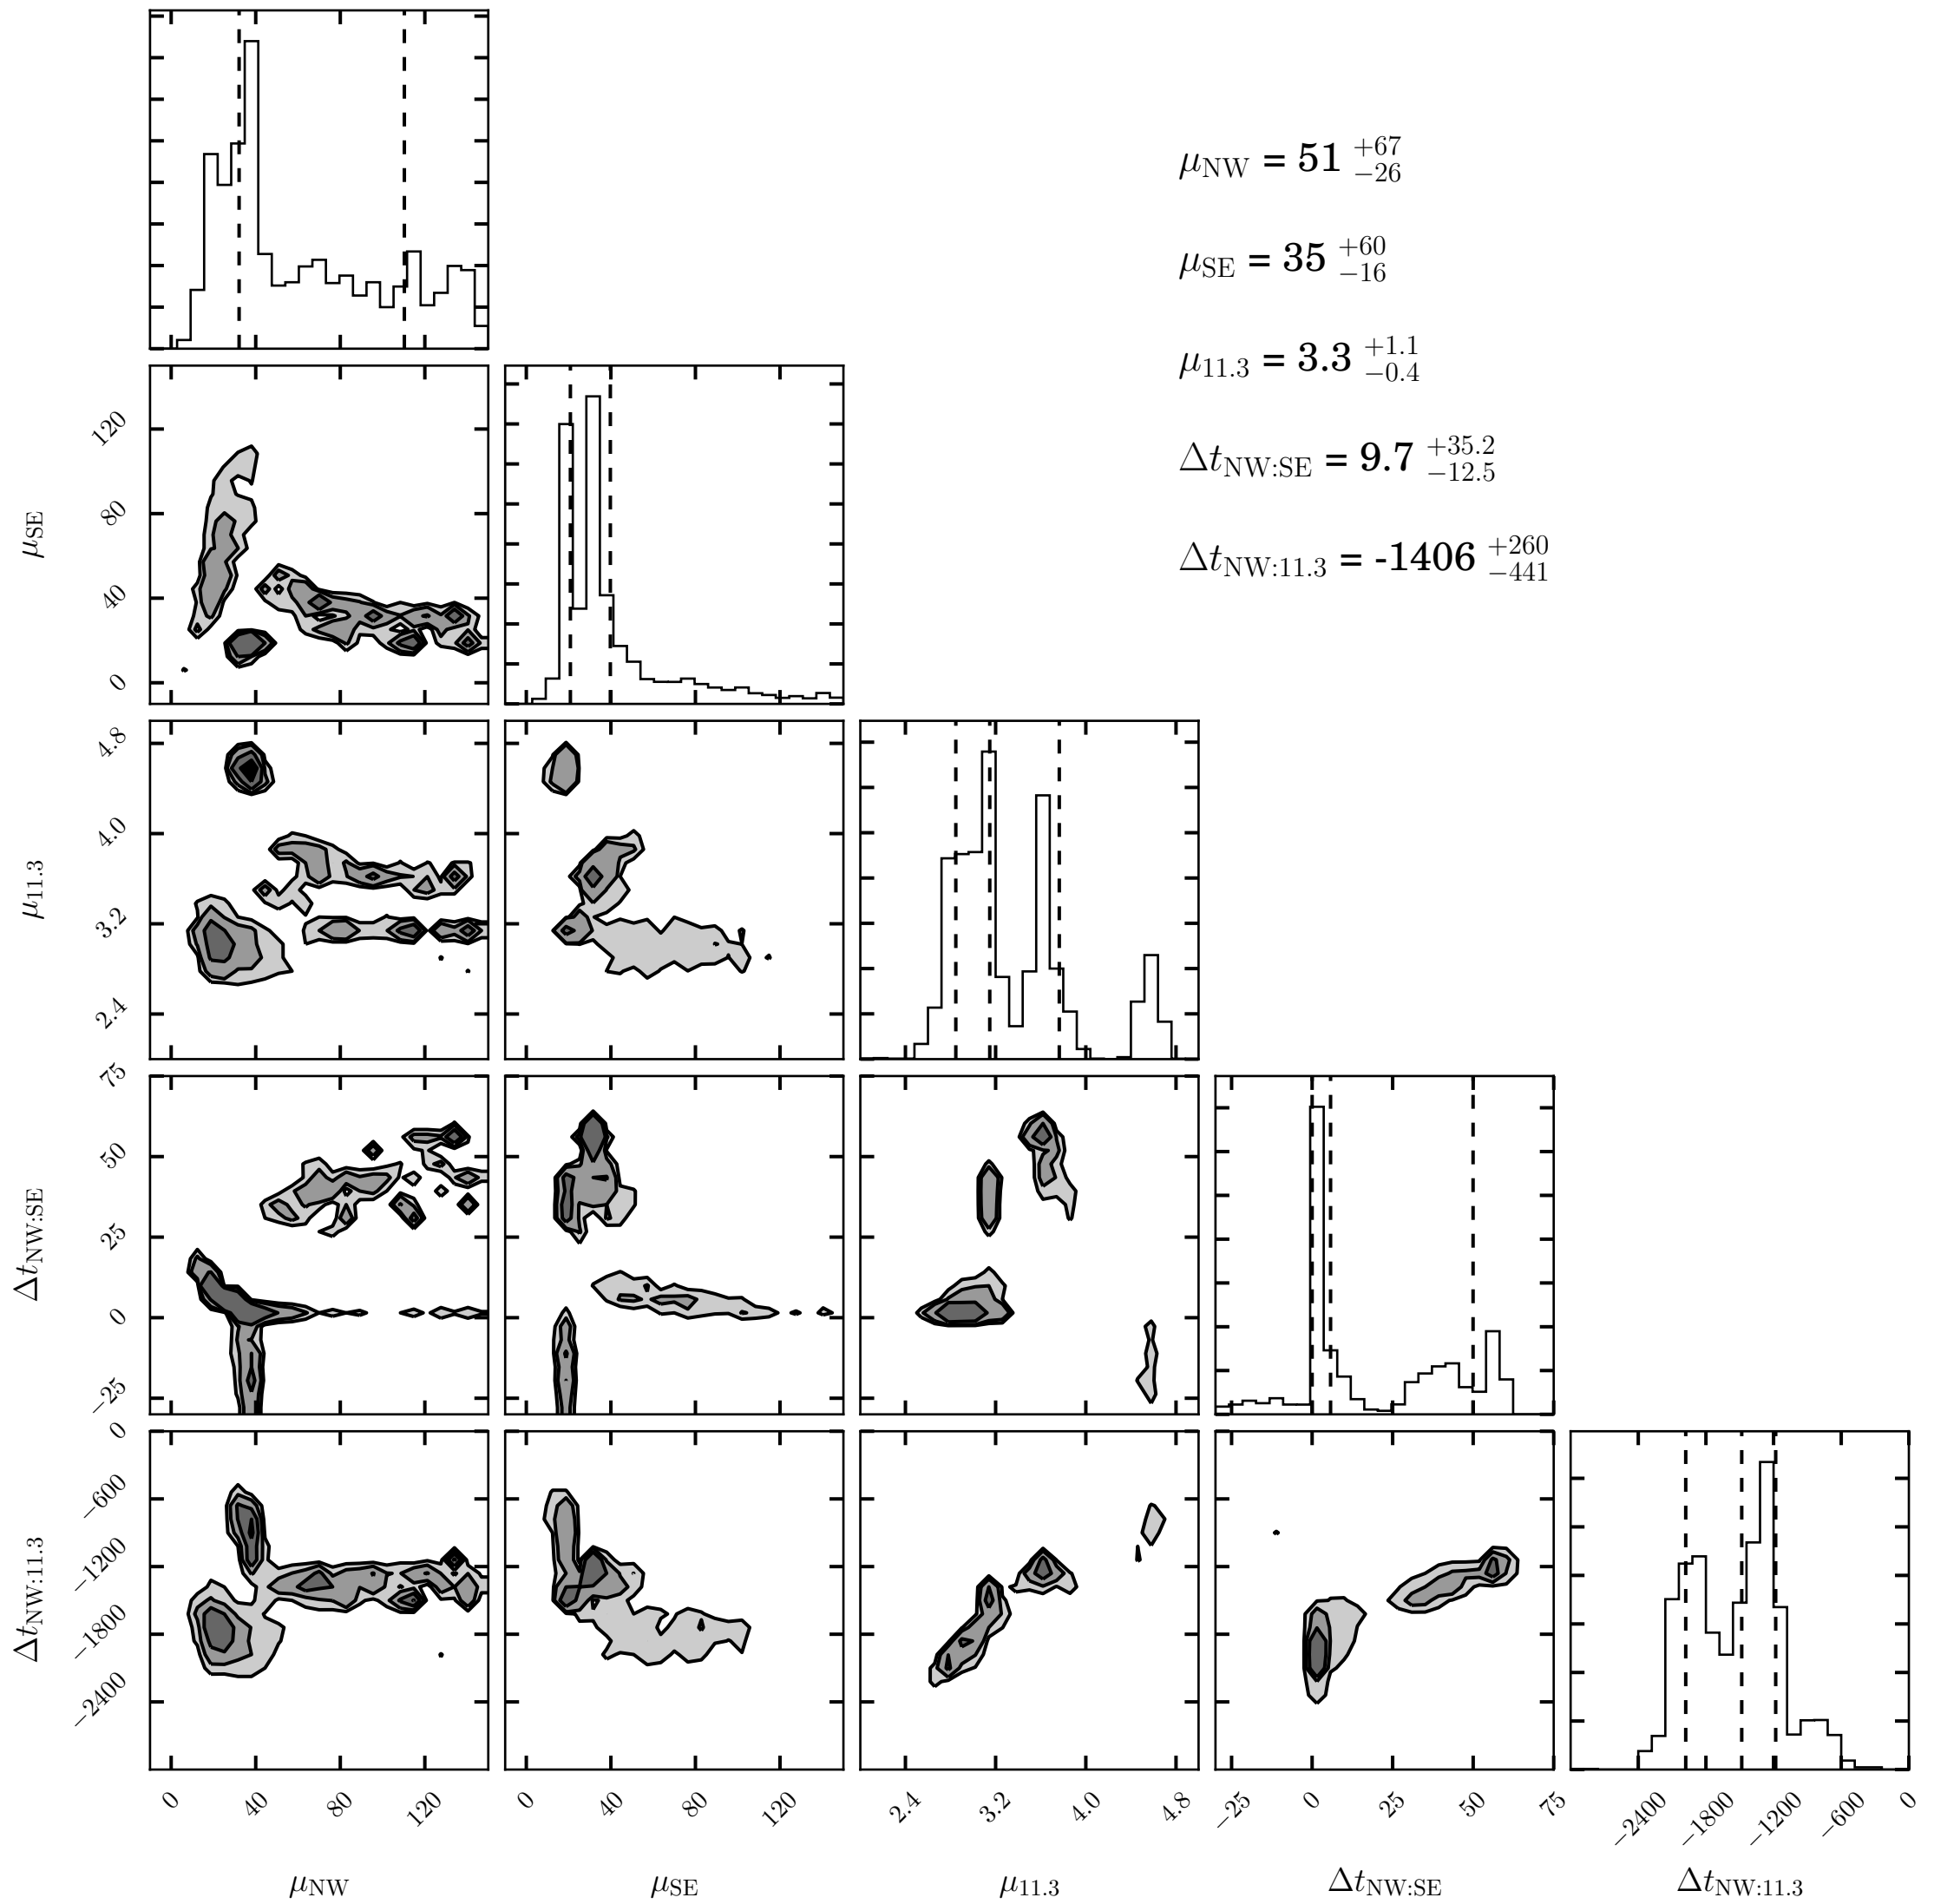 μNW = 51 +67 −26
μSE = 35 +60 −16
μ11.3 = 3.3 +1.1 −0.4
ΔtNW:SE = 9.7 +35.2 −12.5
ΔtNW:11.3 = -1406 +260 −441
μSE
120
80
40
0
μ11.3
4.8
4.0
3.2
2.4
ΔtNW:SE
75
50
25
0
−25
ΔtNW:11.3
0
−600
−1200
−1800
−2400
0 40 80 120
0 40 80 120
2.4 3.2 4.0 4.8
−25 0 25 50 75
−2400 −1800 −1200 −600 0
μNW
μSE
μ11.3
ΔtNW:SE
ΔtNW:11.3